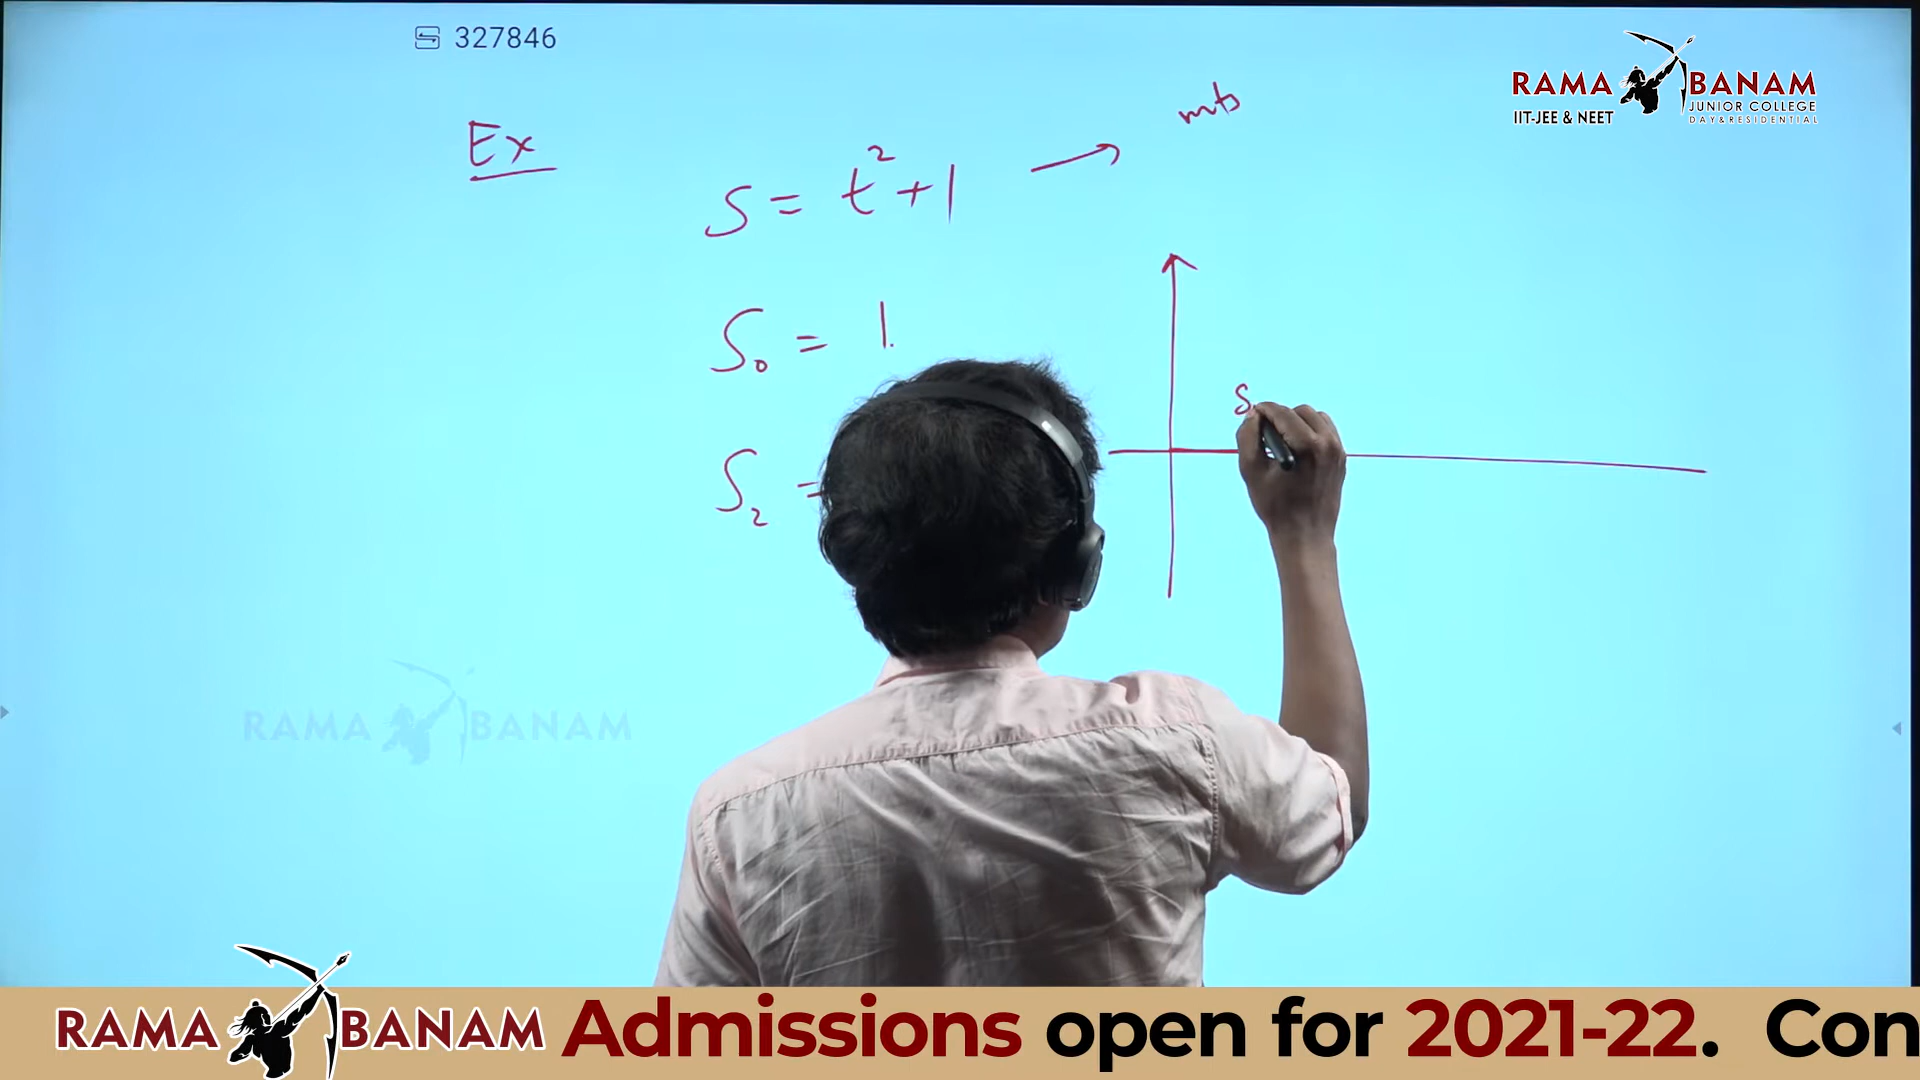 327846
RAMA BANAM
JUNIOR COLLEGE
IIT-JEE & NEET
DAY & RESIDENTIAL
mts
Ex
S = t² + 1
S₀ = 1.
S
S₂ =
RAMA BANAM
RAMA BANAM Admissions open for 2021-22. Con